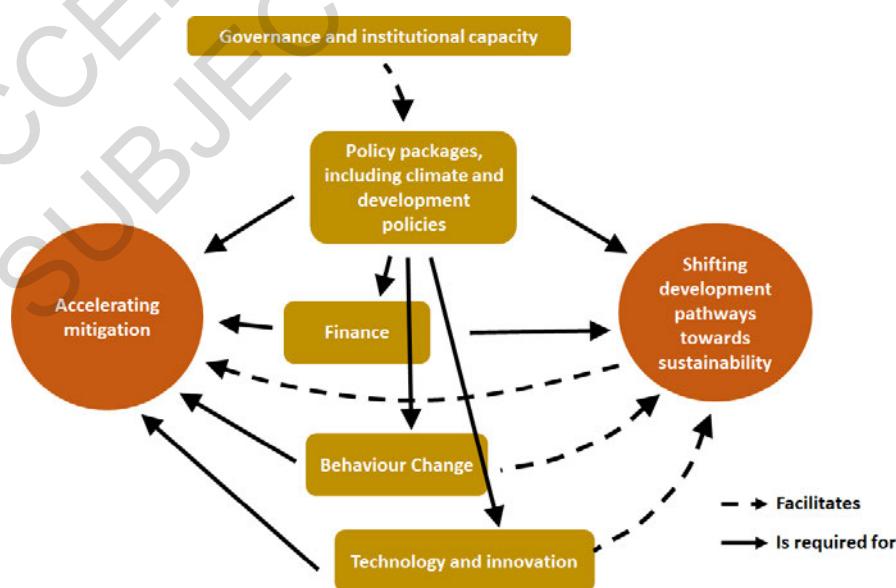 Governance and institutional capacity
Policy packages,
including climate and
development
policies
Accelerating
mitigation
Shifting
development
pathways
towards
sustainability
Finance
Behaviour Change
Technology and innovation
Facilitates
Is required for